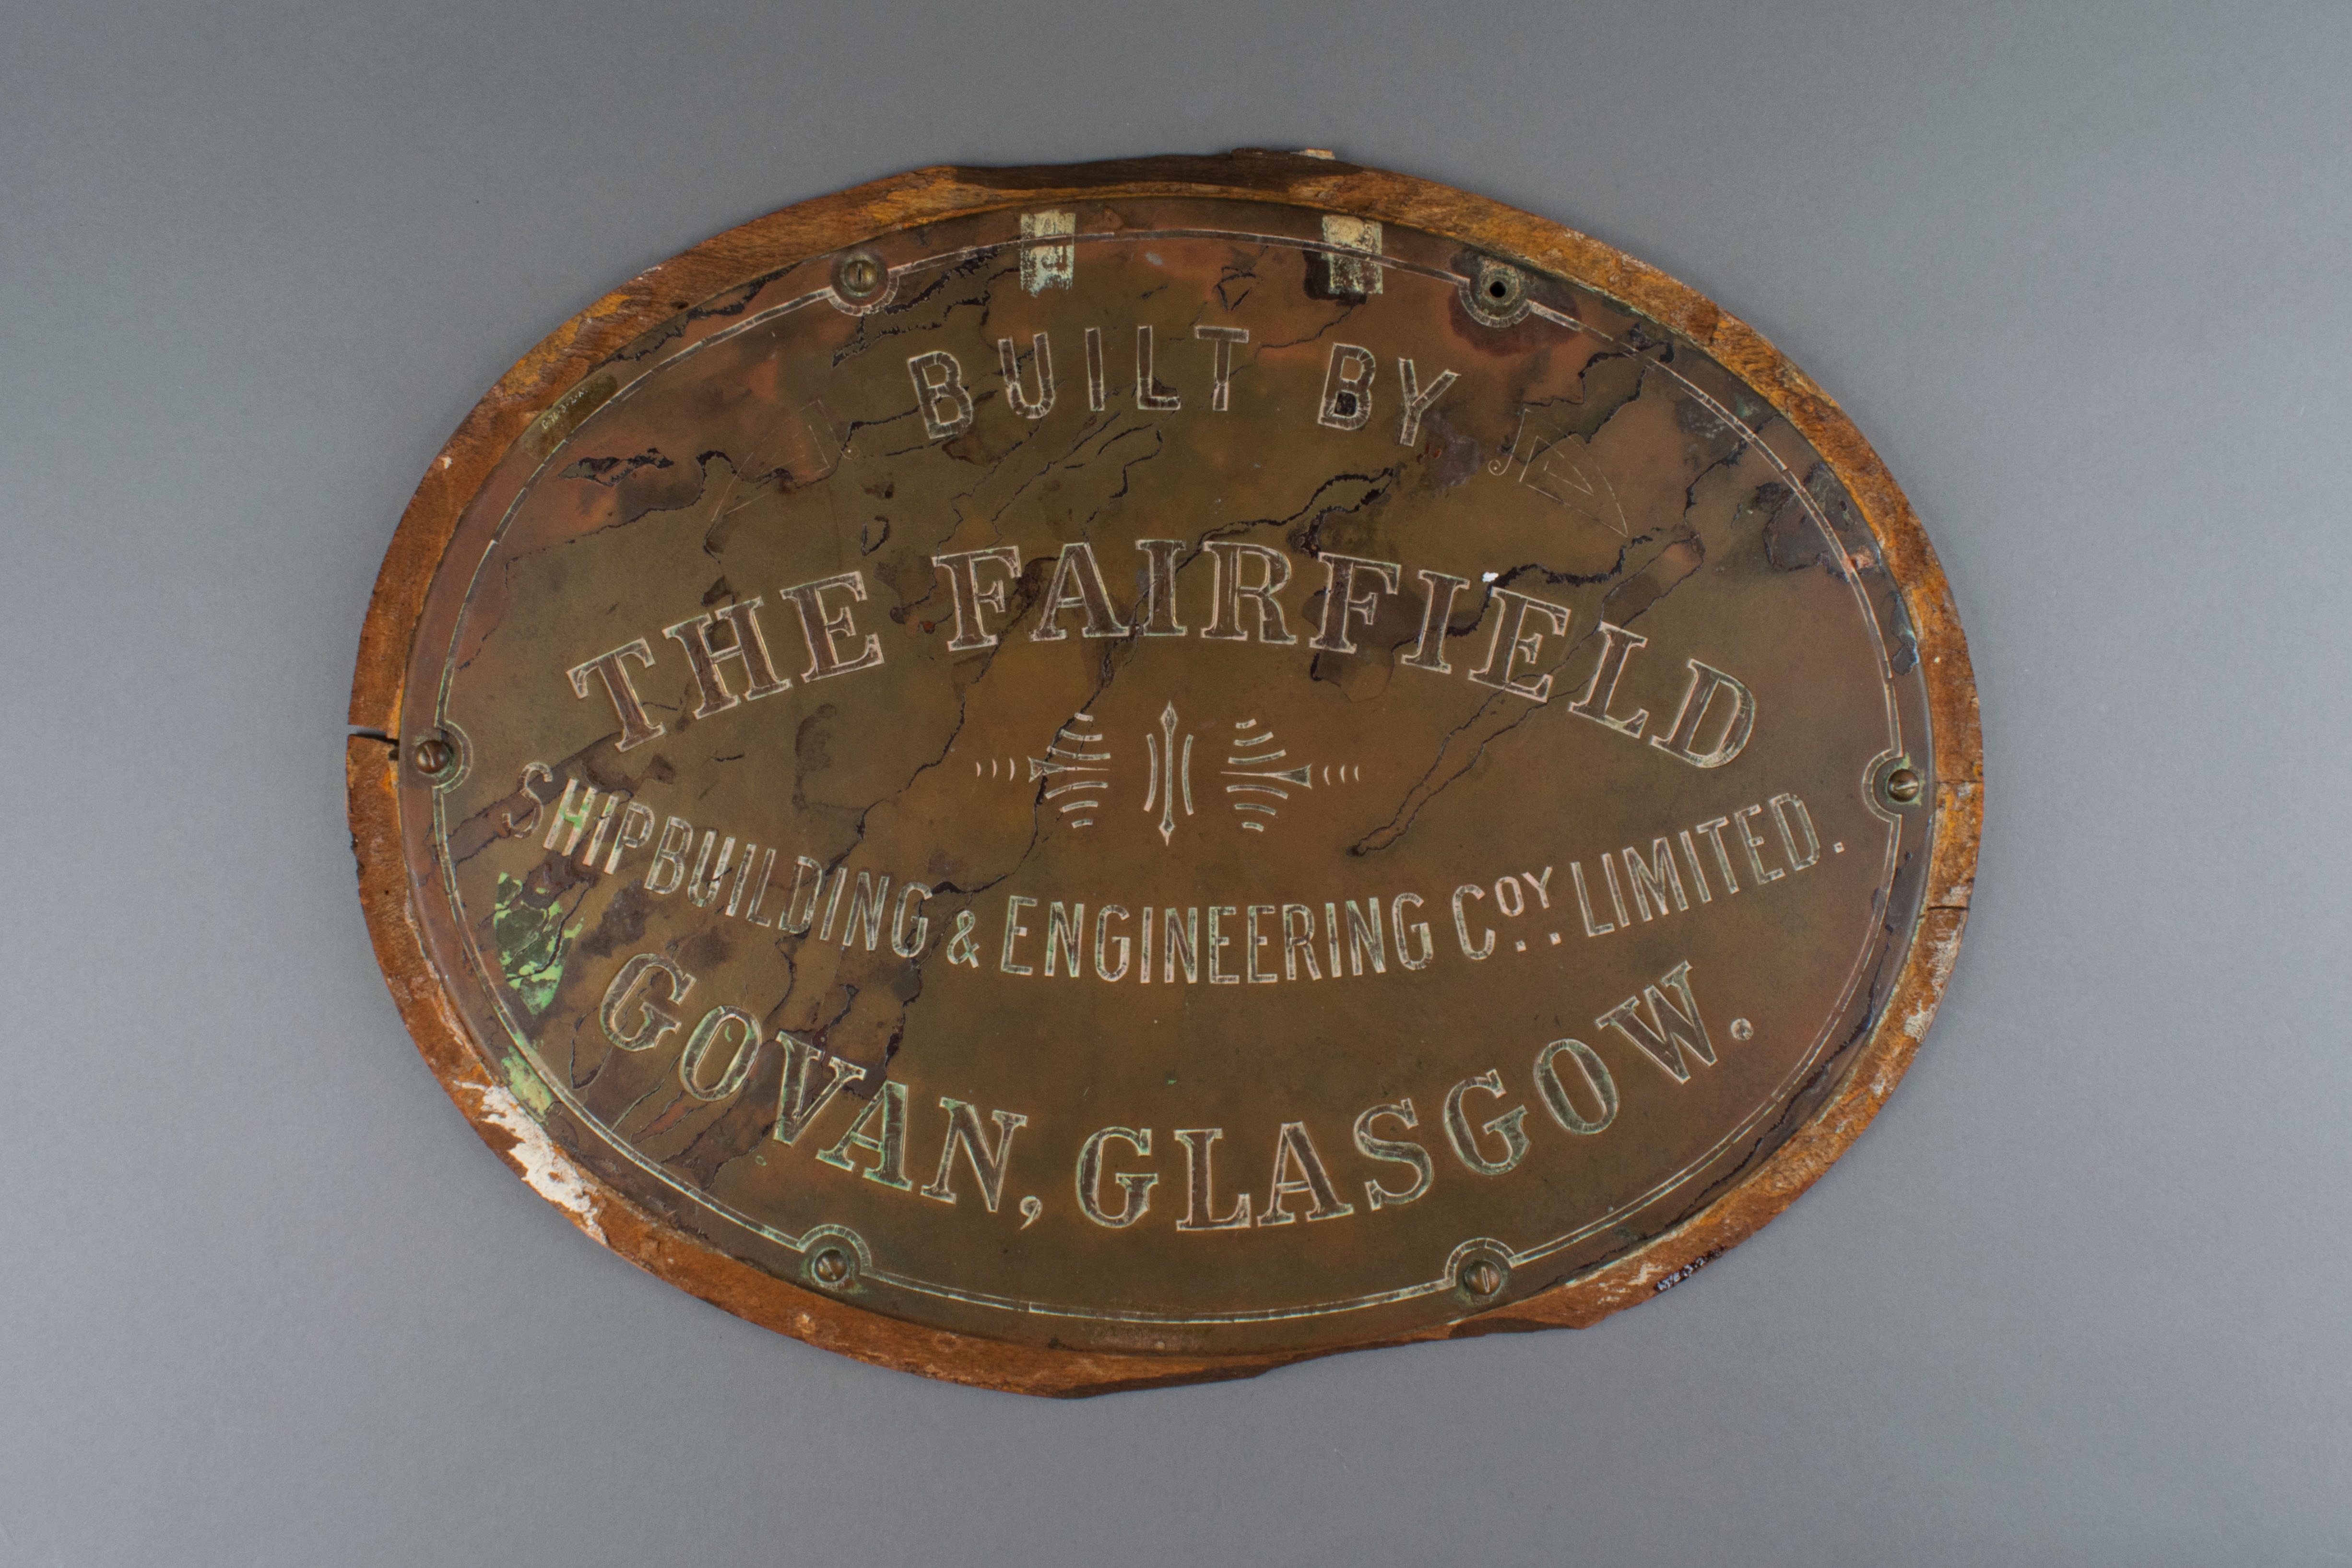 BUILT BY
THE FAIRFIELD
SHIPBUILDING & ENGINEERING COY. LIMITED.
GOVAN, GLASGOW.